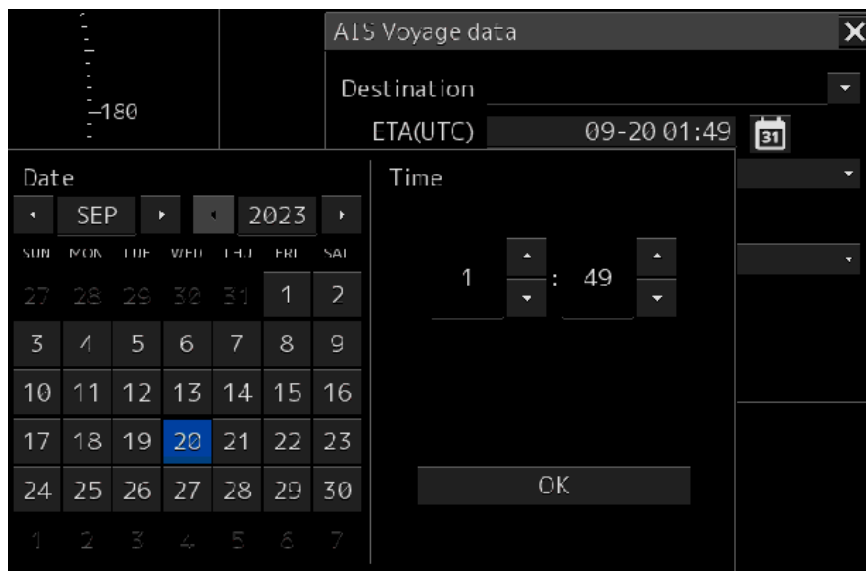 AIS Voyage data
180
Destination
ETA(UTC) 09-20 01:49
31
Date
SEP 2023
SUN MON TUE WED THU FRI SAT
27 28 29 30 31 1 2
3 4 5 6 7 8 9
10 11 12 13 14 15 16
17 18 19 20 21 22 23
24 25 26 27 28 29 30
1 2 3 4 5 6 7
Time
1 : 49
OK